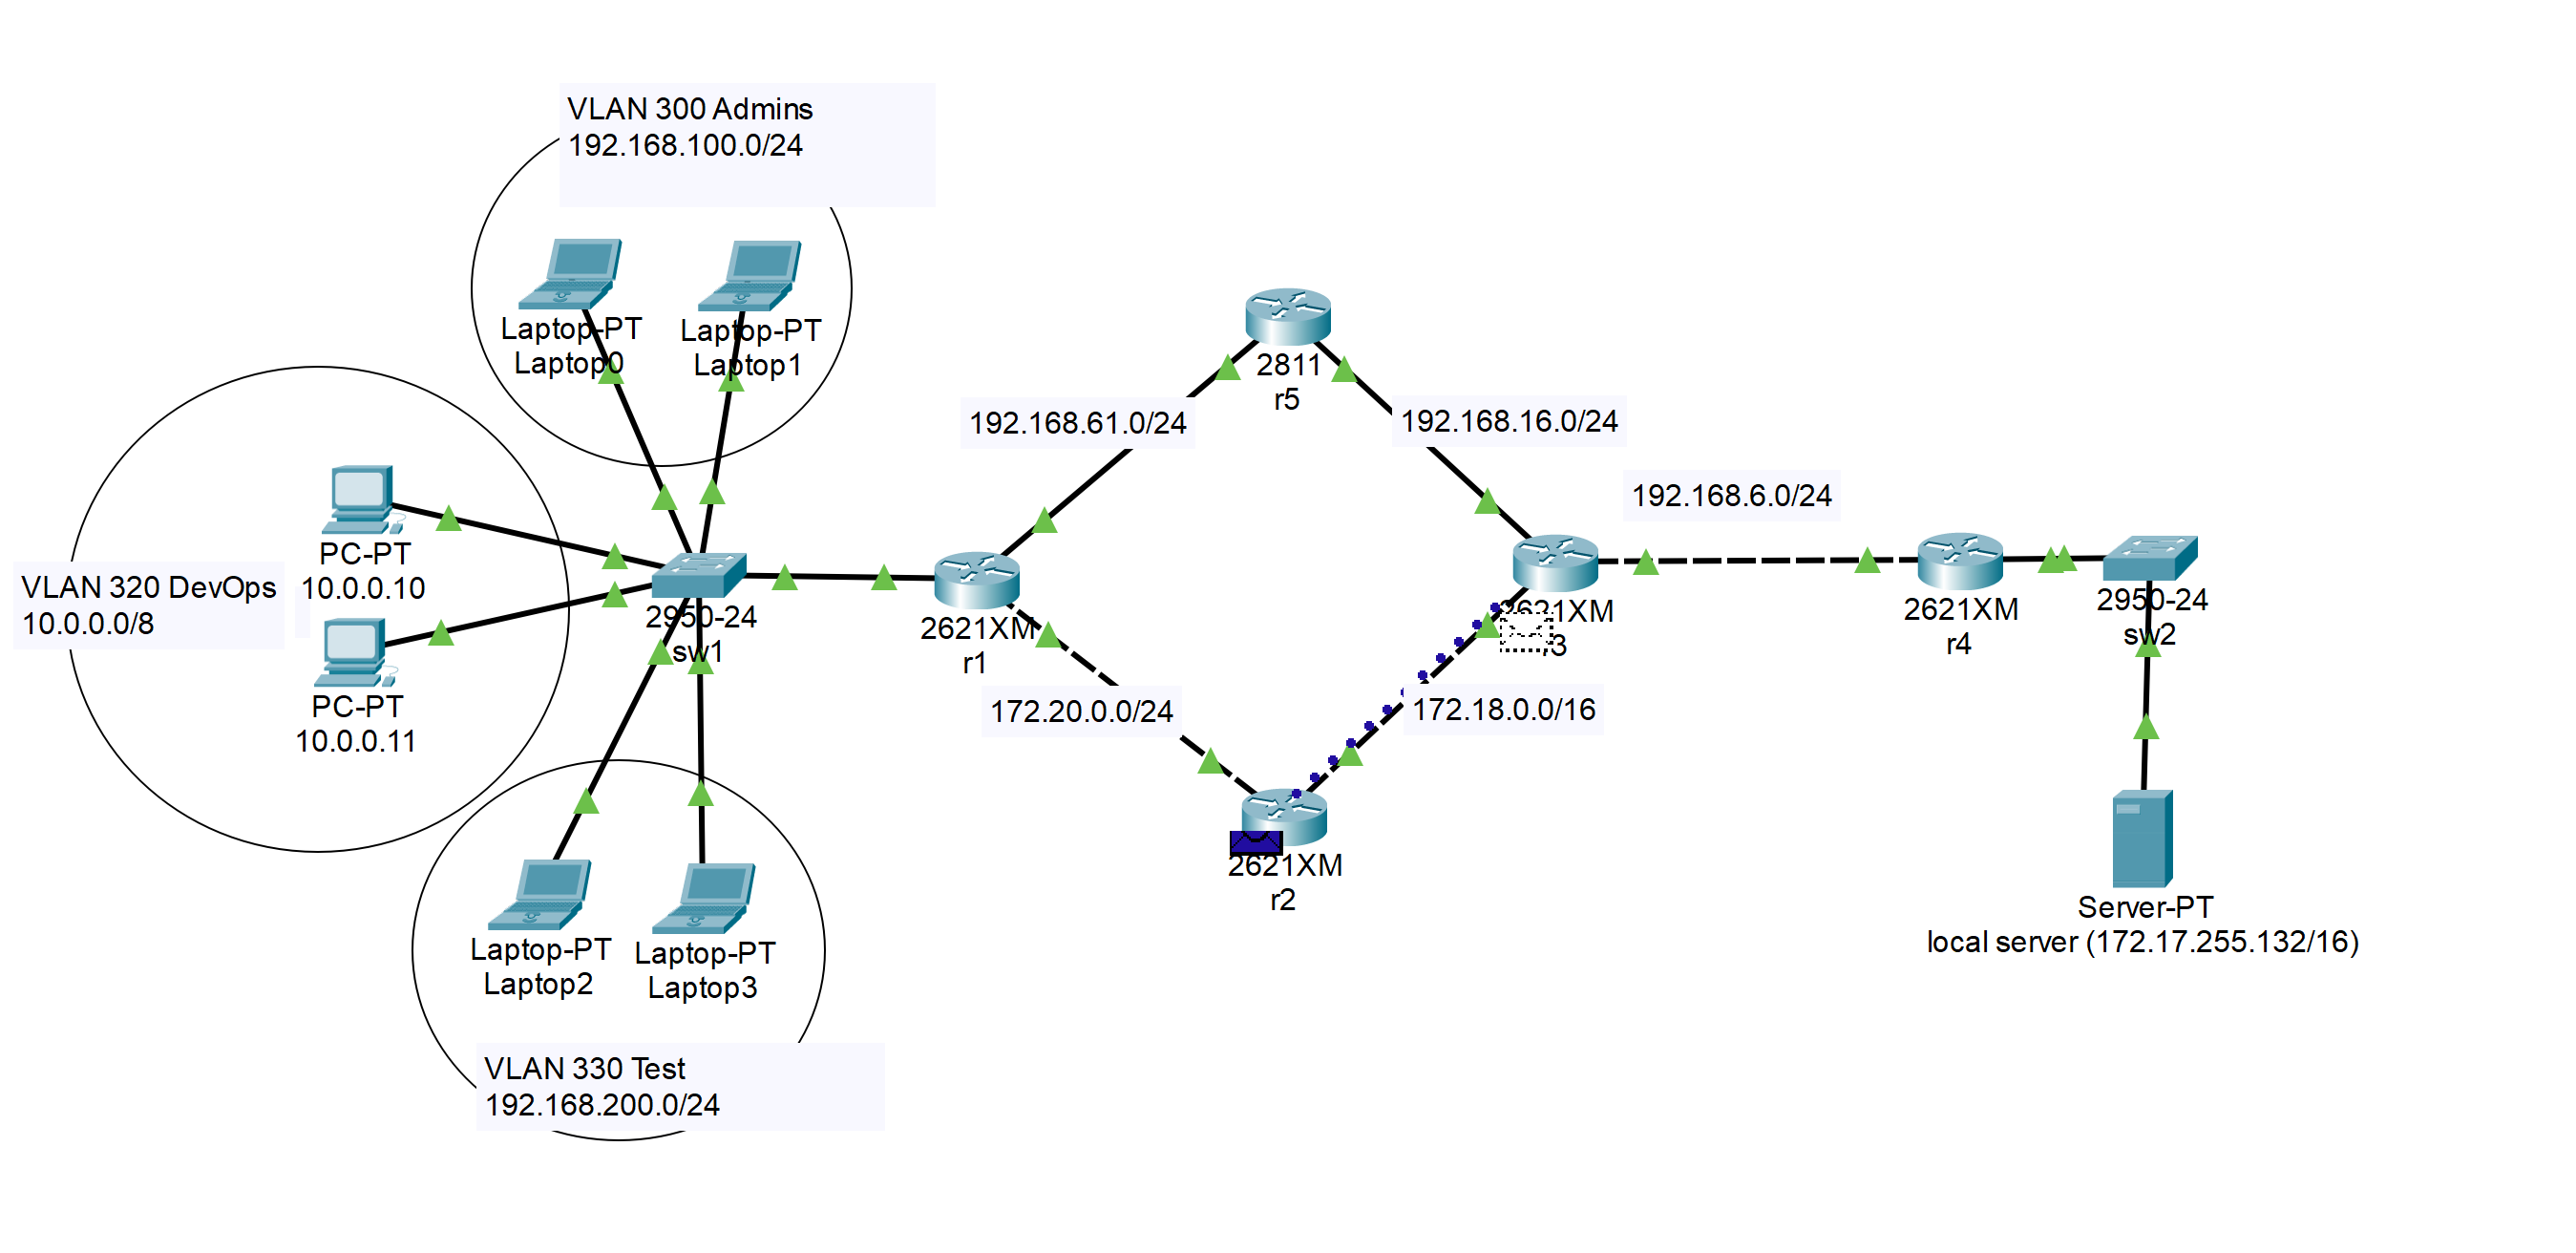 VLAN 300 Admins
192.168.100.0/24
Laptop-PT
Laptop0
Laptop-PT
Laptop1
2811
r5
192.168.61.0/24
192.168.16.0/24
192.168.6.0/24
PC-PT
10.0.0.10
VLAN 320 DevOps
10.0.0.0/8
PC-PT
10.0.0.11
2950-24
sw1
2621XM
r1
2621XM
r3
2621XM
r4
2950-24
sw2
172.20.0.0/24
172.18.0.0/16
2621XM
r2
Server-PT
local server (172.17.255.132/16)
Laptop-PT
Laptop2
Laptop-PT
Laptop3
VLAN 330 Test
192.168.200.0/24